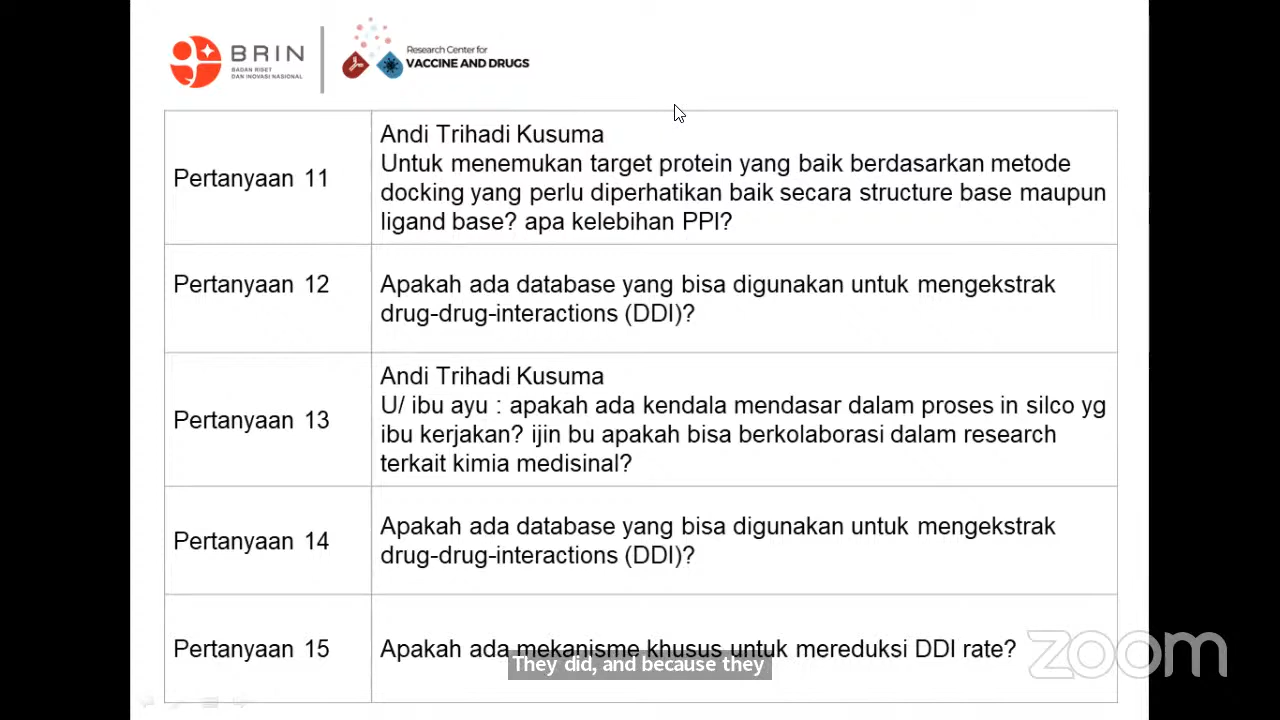 BRIN
BADAN RISET
DAN INOVASI NASIONAL
Research Center for
VACCINE AND DRUGS
Pertanyaan 11
Andi Trihadi Kusuma
Untuk menemukan target protein yang baik berdasarkan metode
docking yang perlu diperhatikan baik secara structure base maupun
ligand base? apa kelebihan PPI?
Pertanyaan 12
Apakah ada database yang bisa digunakan untuk mengekstrak
drug-drug-interactions (DDI)?
Pertanyaan 13
Andi Trihadi Kusuma
U/ ibu ayu : apakah ada kendala mendasar dalam proses in silco yg
ibu kerjakan? ijin bu apakah bisa berkolaborasi dalam research
terkait kimia medisinal?
Pertanyaan 14
Apakah ada database yang bisa digunakan untuk mengekstrak
drug-drug-interactions (DDI)?
Pertanyaan 15
Apakah ada mekanisme khusus untuk mereduksi DDI rate?
They did, and because they
zoom